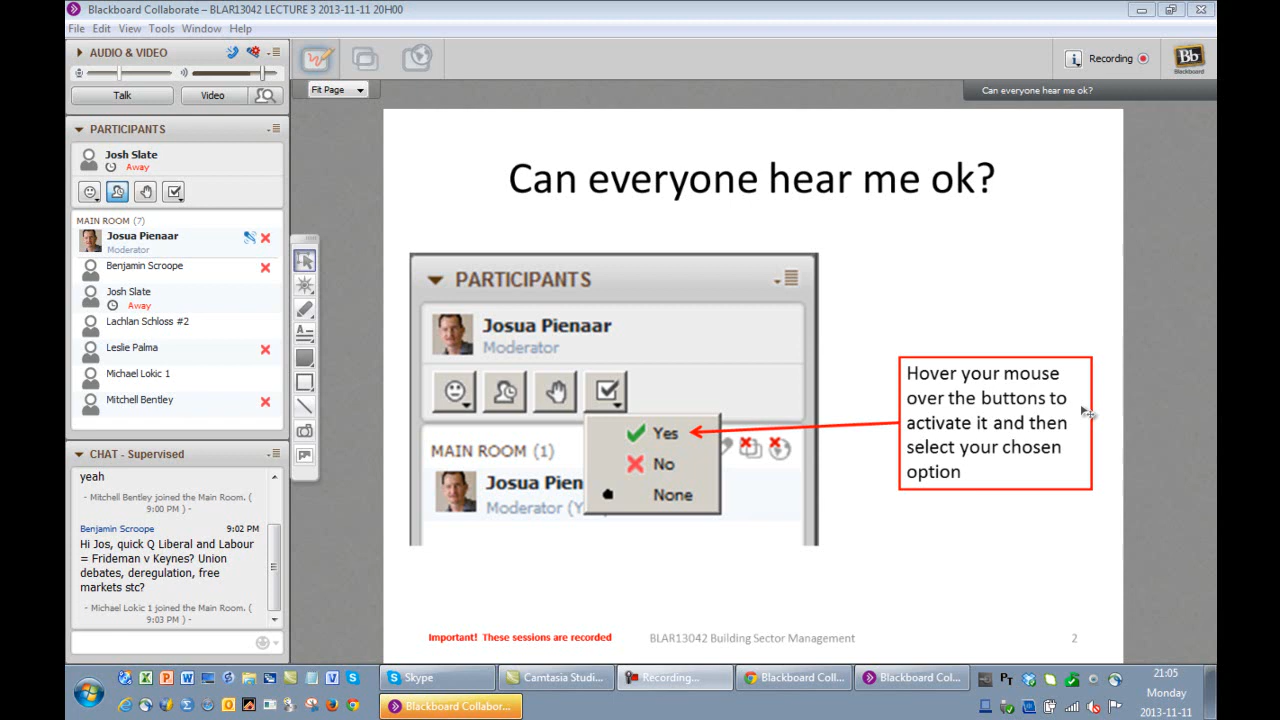 Blackboard Collaborate - BLAR13042 LECTURE 3 2013-11-11 20H00
File Edit View Tools Window Help
AUDIO & VIDEO
Talk
Video
PARTICIPANTS
Josh Slate
Away
MAIN ROOM (7)
Josua Pienaar
Moderator
Benjamin Scroope
Josh Slate
Away
Lachlan Schloss #2
Leslie Palma
Michael Lokic 1
Mitchell Bentley
CHAT - Supervised
yeah
- Mitchell Bentley joined the Main Room. (
9:00 PM ) -
Benjamin Scroope 9:02 PM
Hi Jos, quick Q Liberal and Labour
= Frideman v Keynes? Union
debates, deregulation, free
markets stc?
- Michael Lokic 1 joined the Main Room. (
9:03 PM ) -
Recording
Bb
Blackboard
Fit Page
Can everyone hear me ok?
Can everyone hear me ok?
PARTICIPANTS
Josua Pienaar
Moderator
Yes
No
None
MAIN ROOM (1)
Josua Pien
Moderator (Y
Hover your mouse
over the buttons to
activate it and then
select your chosen
option
Important! These sessions are recorded
BLAR13042 Building Sector Management
2
Skype
Camtasia Studi...
Recording...
Blackboard Coll...
Blackboard Col...
Blackboard Collabor...
21:05
Monday
2013-11-11